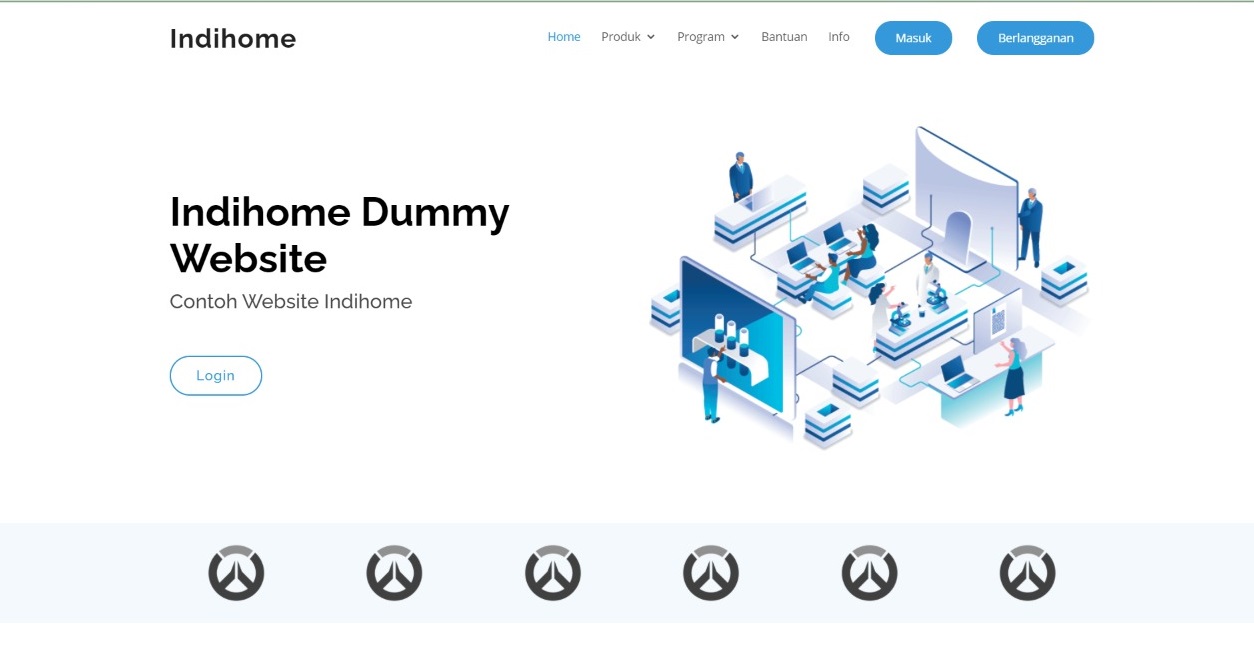 Indihome
Home Produk Program Bantuan Info Masuk Berlangganan
Indihome Dummy
Website
Contoh Website Indihome
Login